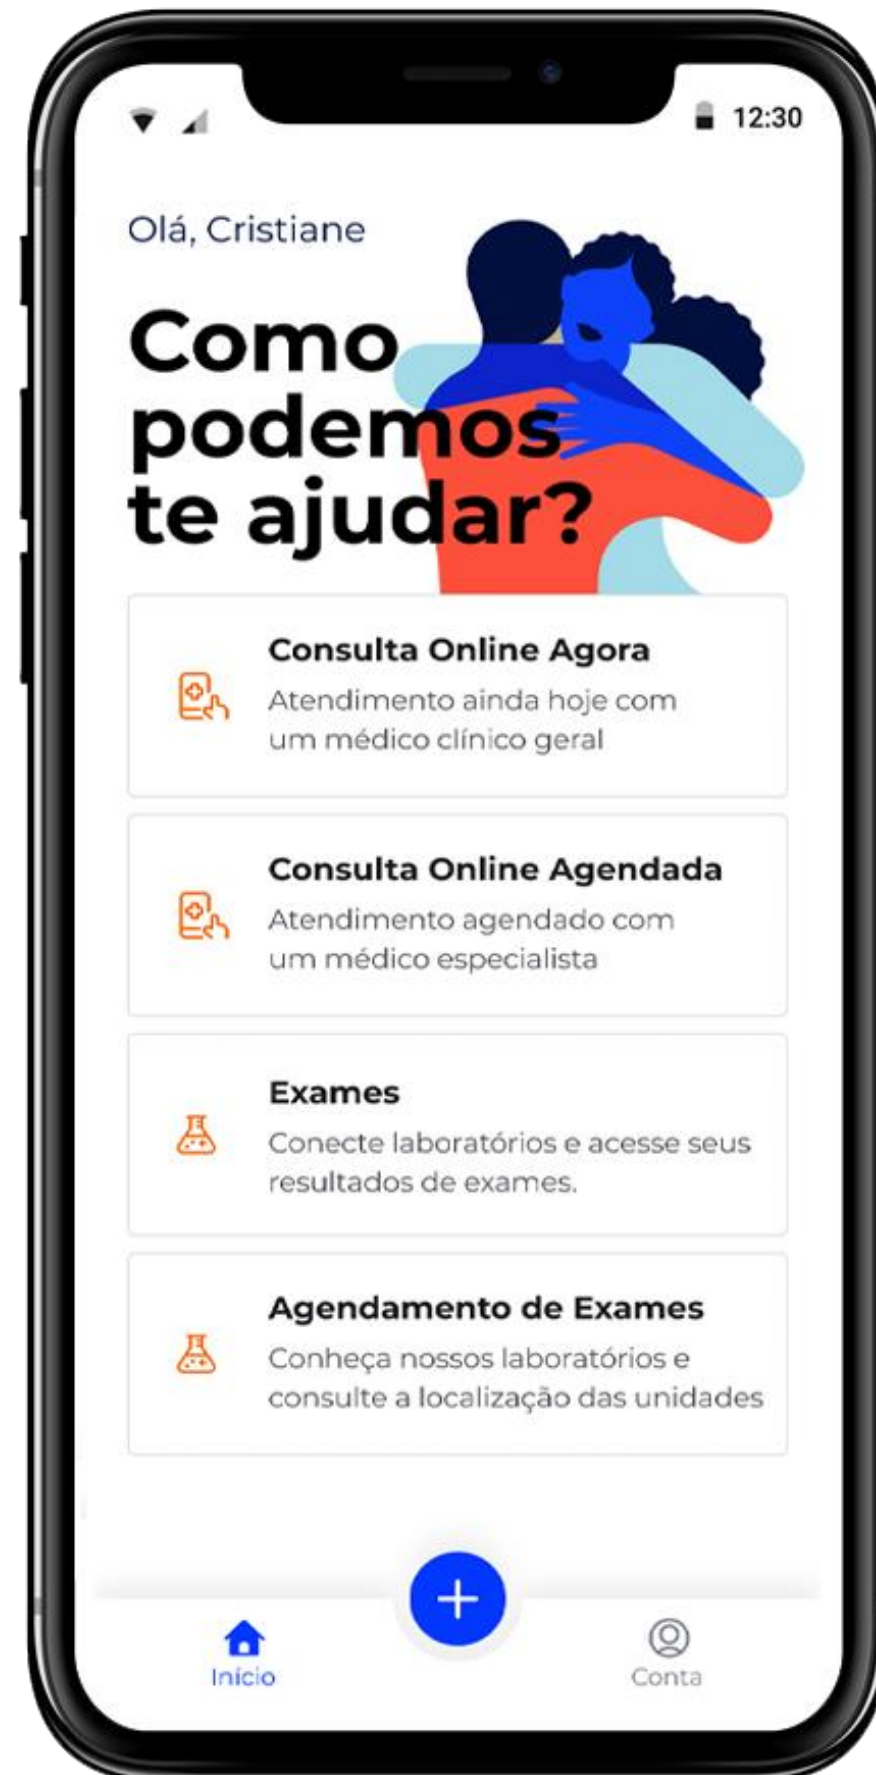 12:30
Olá, Cristiane
Como
podemos
te ajudar?
Consulta Online Agora
Atendimento ainda hoje com
um médico clínico geral
Consulta Online Agendada
Atendimento agendado com
um médico especialista
Exames
Conecte laboratórios e acesse seus
resultados de exames.
Agendamento de Exames
Conheça nossos laboratórios e
consulte a localização das unidades
Início
Conta